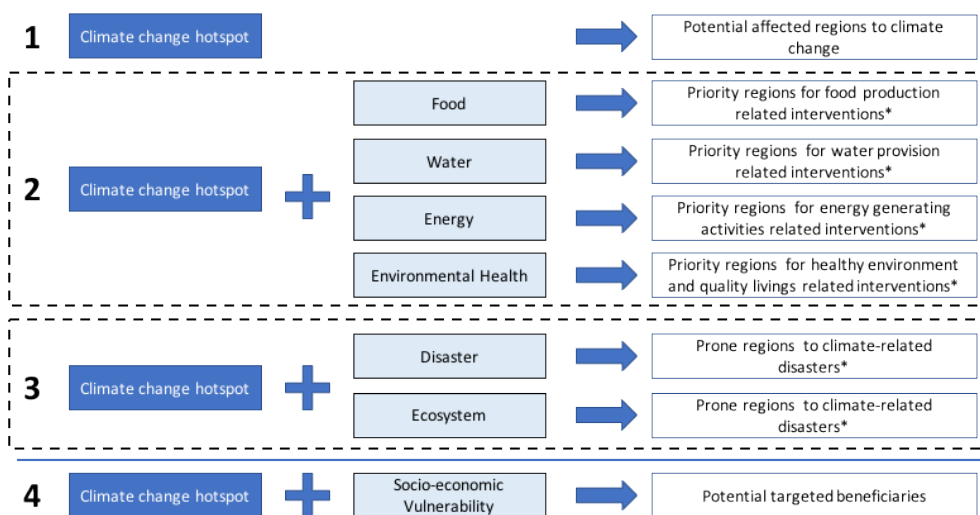 1
Climate change hotspot
Potential affected regions to climate
change
2
Climate change hotspot
Food
Priority regions for food production
related interventions*
Water
Priority regions for water provision
related interventions*
Energy
Priority regions for energy generating
activities related interventions*
Environmental Health
Priority regions for healthy environment
and quality livings related interventions*
3
Climate change hotspot
Disaster
Prone regions to climate-related
disasters*
Ecosystem
Prone regions to climate-related
disasters*
4
Climate change hotspot
Socio-economic
Vulnerability
Potential targeted beneficiaries